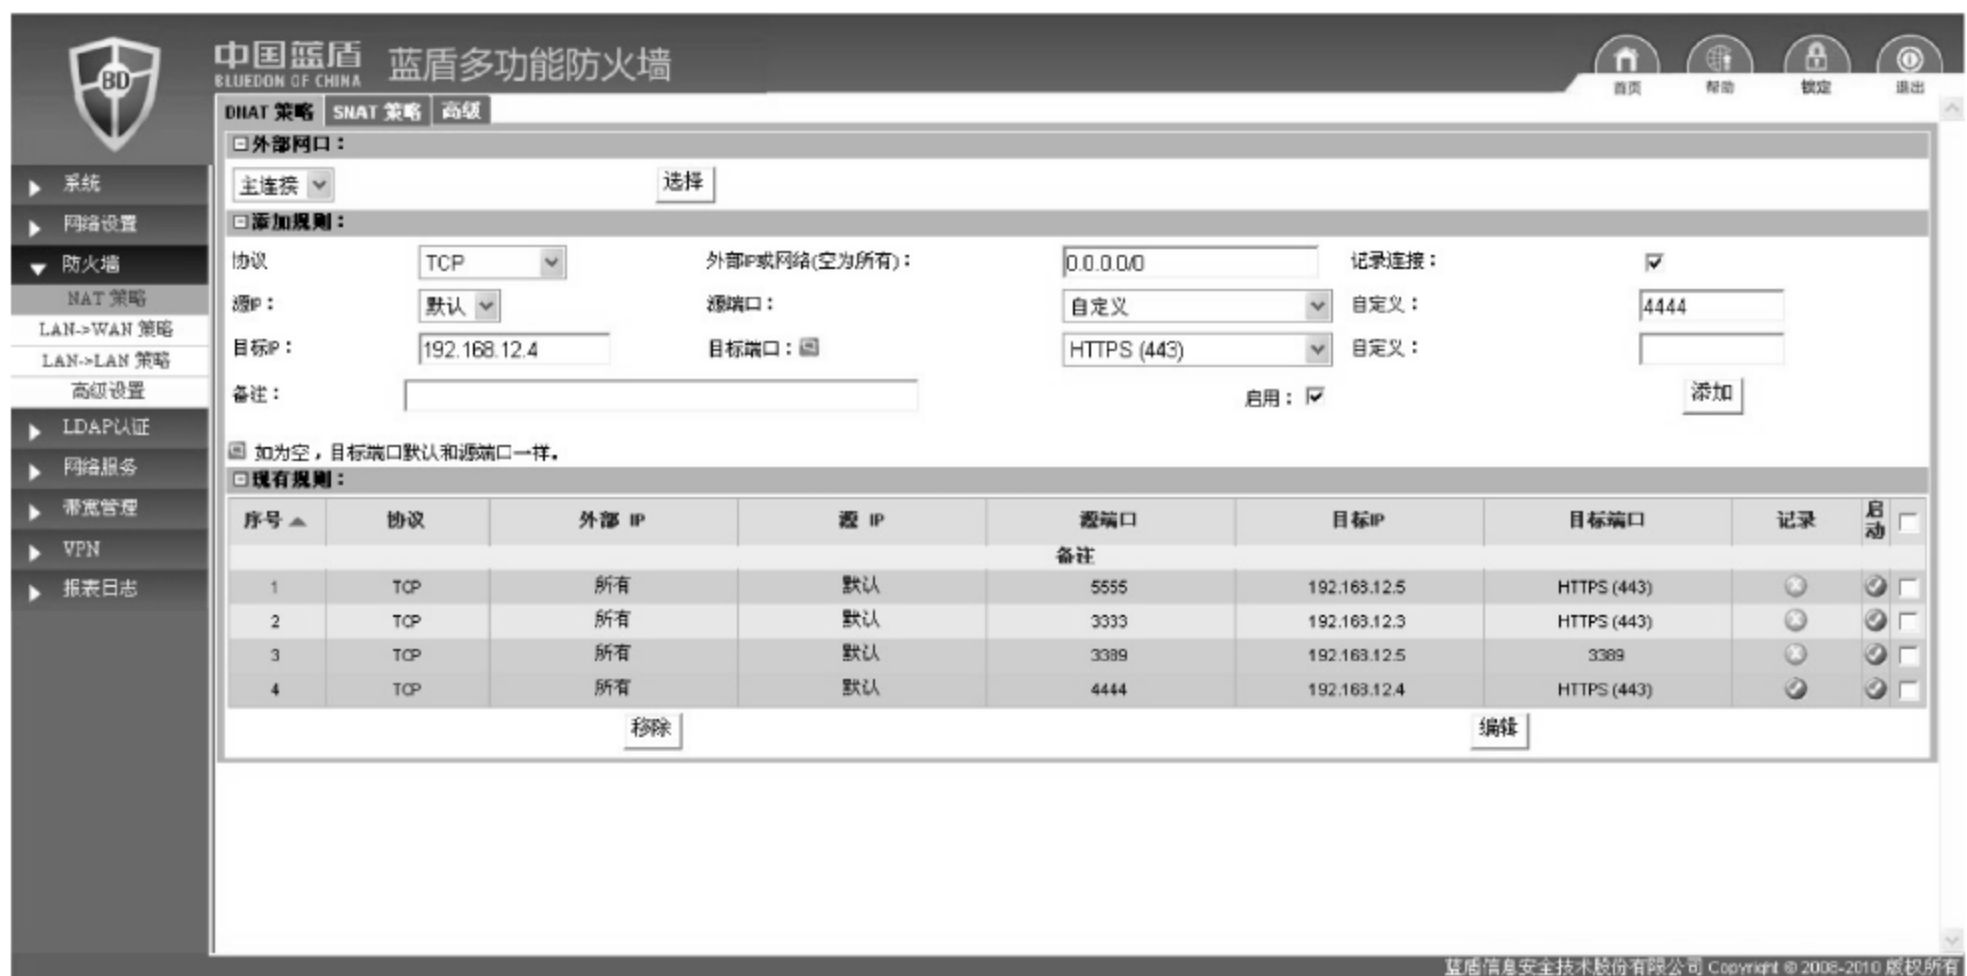 BD
中国蓝盾
BLUEDON OF CHINA
蓝盾多功能防火墙
首页 帮助 锁定 退出
DNAT 策略 SNAT 策略 高级
系统
网络设置
防火墙
NAT 策略
LAN->WAN 策略
LAN->LAN 策略
高级设置
LDAP认证
网络服务
带宽管理
VPN
报表日志
外部网口：
主连接 选择
添加规则：
协议 TCP 外部IP或网络(空为所有)： 0.0.0.0/0 记录连接：
源IP： 默认 源端口： 自定义 自定义： 4444
目标IP： 192.168.12.4 目标端口： HTTPS (443) 自定义：
备注： 启用： 添加
如为空，目标端口默认和源端口一样。
现有规则：
序号 协议 外部 IP 源 IP 源端口 目标IP 目标端口 记录 启动
备注
1 TCP 所有 默认 5555 192.168.12.5 HTTPS (443)
2 TCP 所有 默认 3333 192.168.12.3 HTTPS (443)
3 TCP 所有 默认 3389 192.168.12.5 3389
4 TCP 所有 默认 4444 192.168.12.4 HTTPS (443)
移除 编辑
蓝盾信息安全技术股份有限公司 Copyright © 2008-2010 版权所有